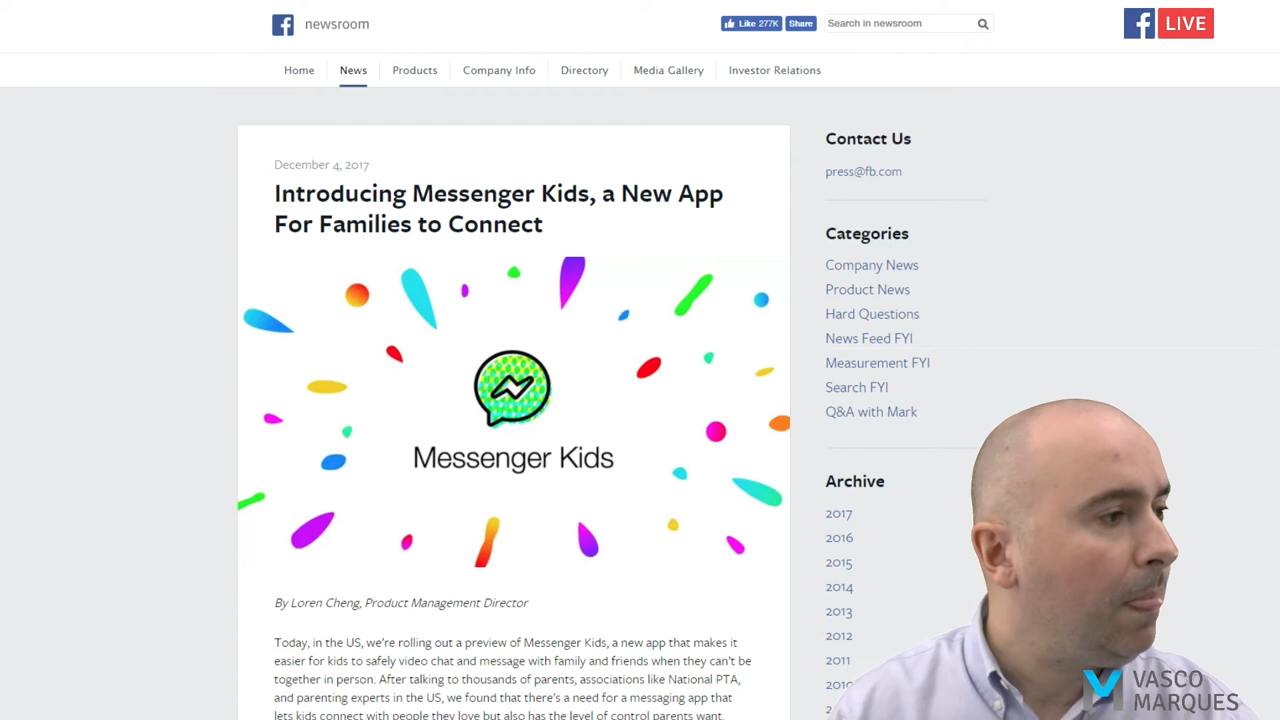 newsroom
Like 277K Share
Search in newsroom
LIVE
Home News Products Company Info Directory Media Gallery Investor Relations
December 4, 2017
Introducing Messenger Kids, a New App
For Families to Connect
Messenger Kids
By Loren Cheng, Product Management Director
Today, in the US, we’re rolling out a preview of Messenger Kids, a new app that makes it
easier for kids to safely video chat and message with family and friends when they can’t be
together in person. After talking to thousands of parents, associations like National PTA,
and parenting experts in the US, we found that there’s a need for a messaging app that
lets kids connect with people they love but also has the level of control parents want.
Contact Us
press@fb.com
Categories
Company News
Product News
Hard Questions
News Feed FYI
Measurement FYI
Search FYI
Q&A with Mark
Archive
2017
2016
2015
2014
2013
2012
2011
2010
VASCO
MARQUES